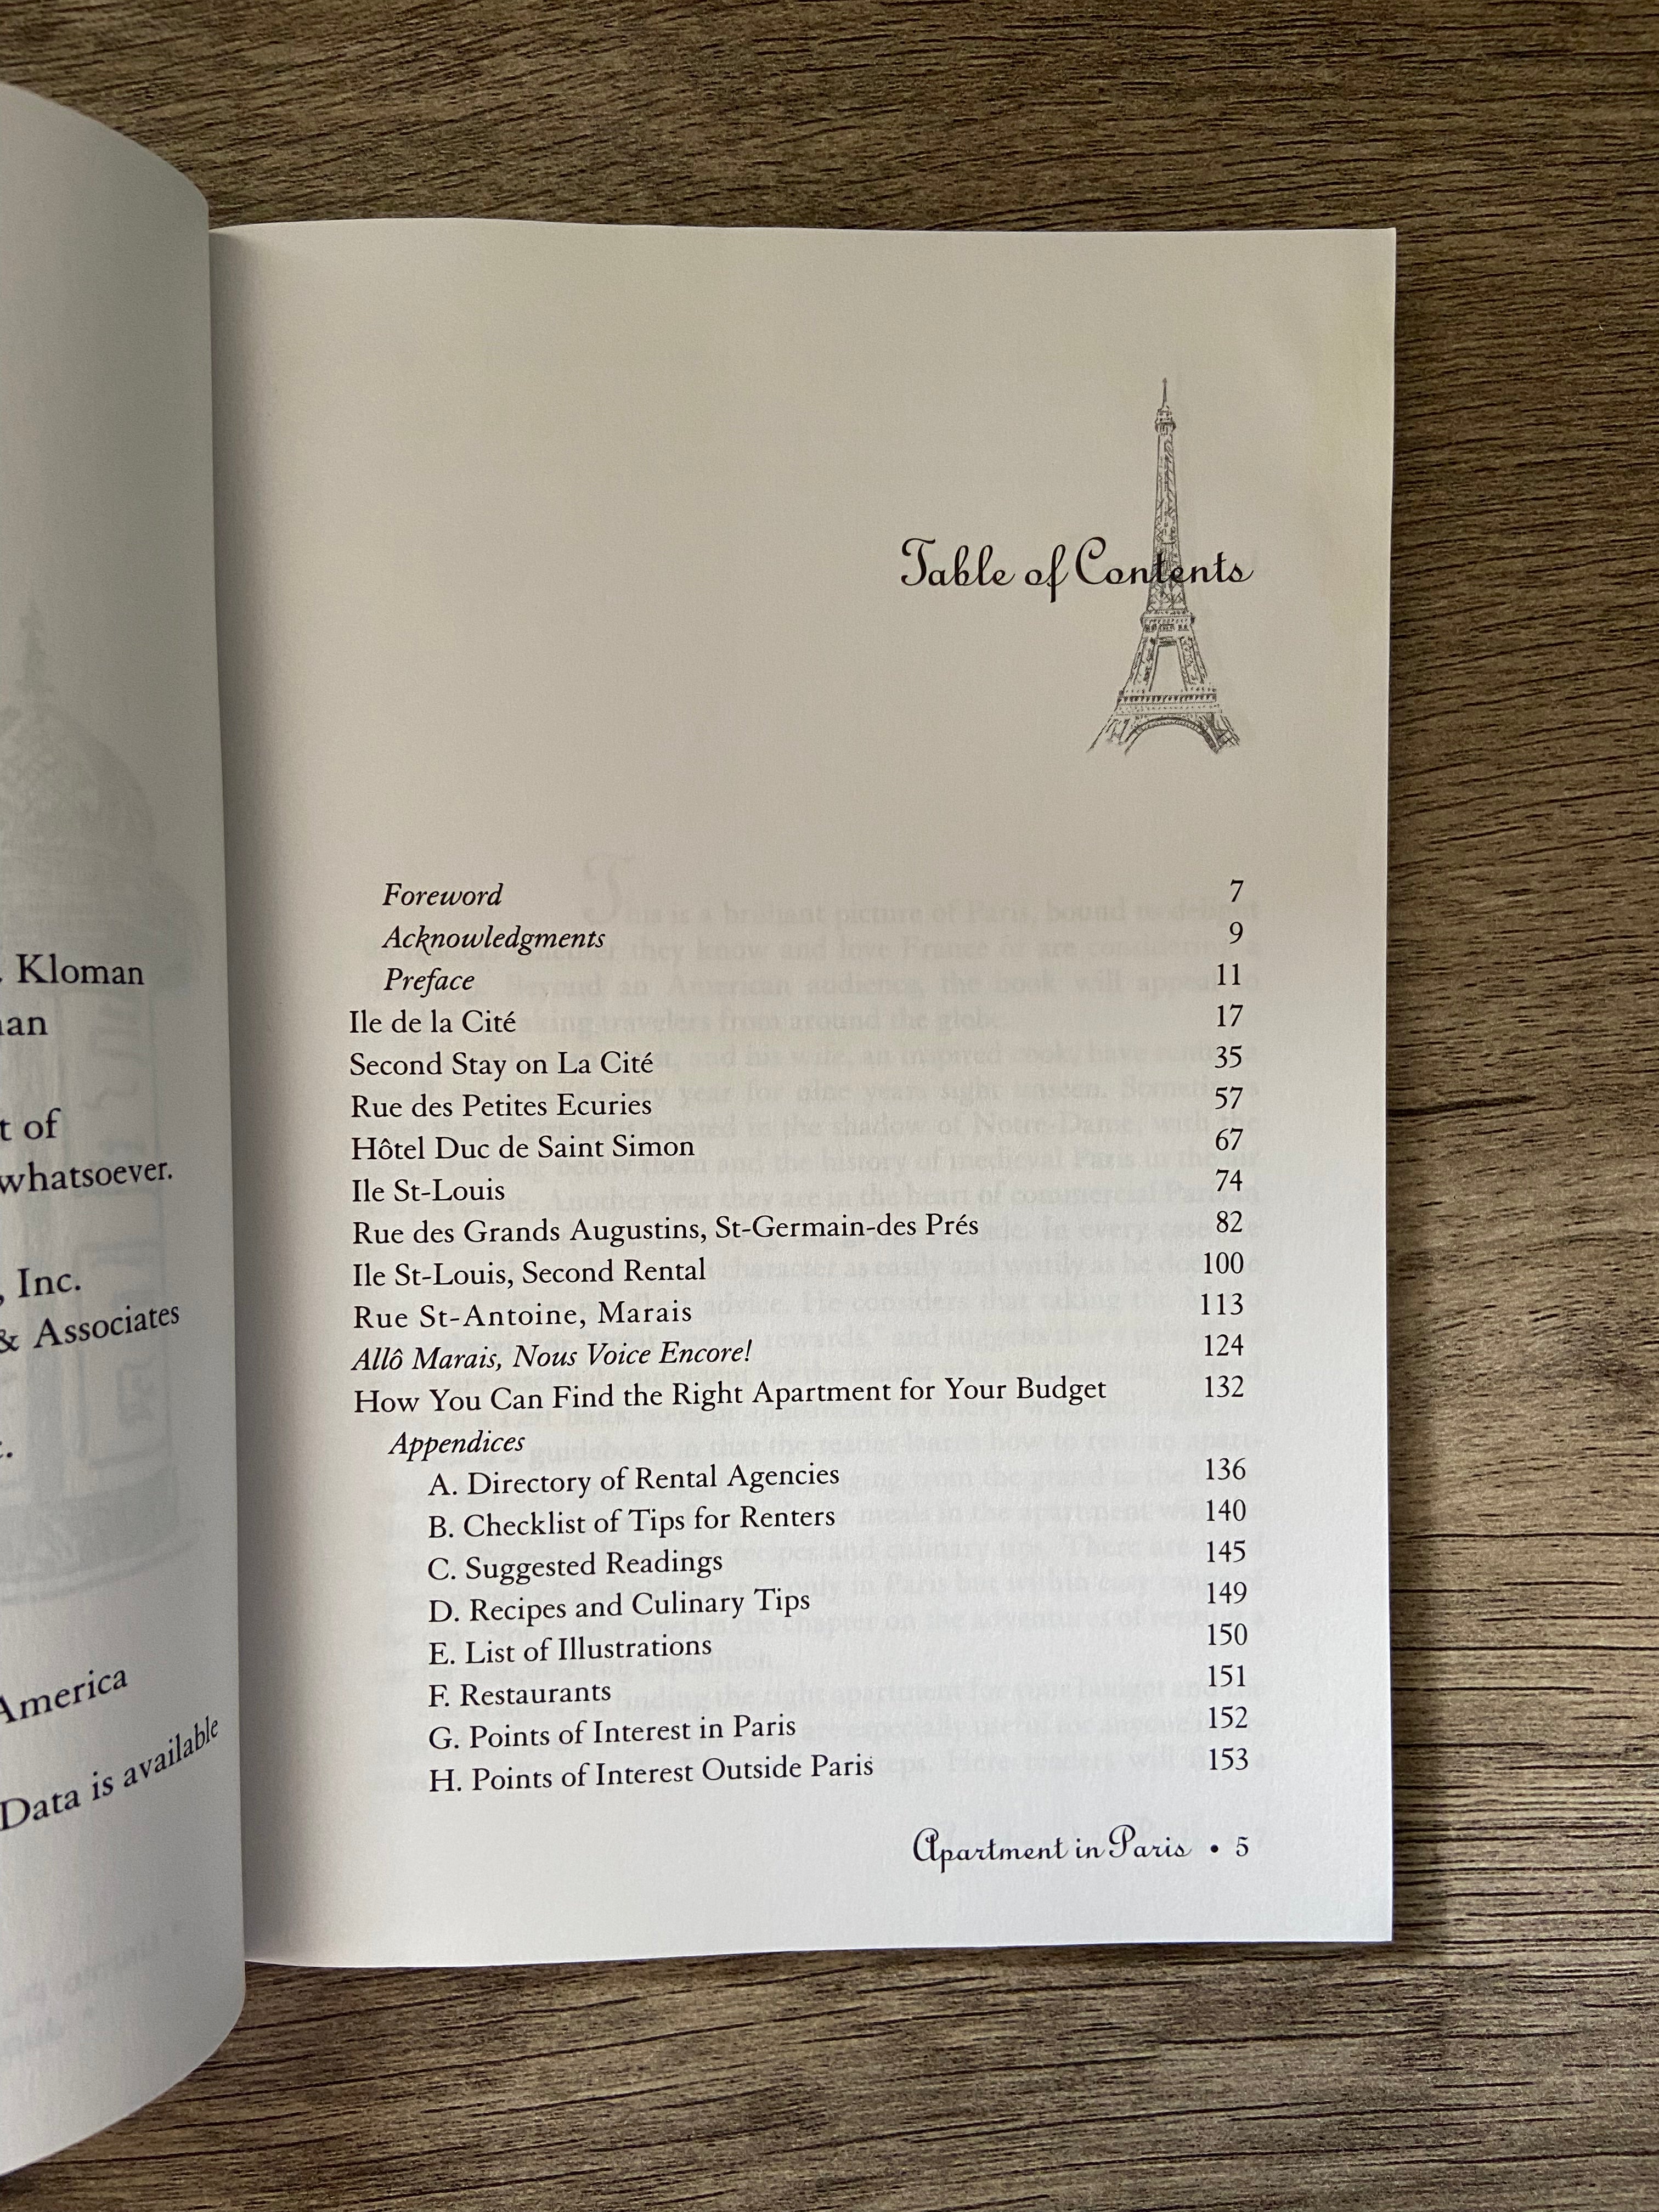 . Kloman
an
t of
whatsoever.
, Inc.
& Associates
America
Data is available
Table of Contents
Foreword 7
Acknowledgments 9
Preface 11
Ile de la Cité 17
Second Stay on La Cité 35
Rue des Petites Ecuries 57
Hôtel Duc de Saint Simon 67
Ile St-Louis 74
Rue des Grands Augustins, St-Germain-des Prés 82
Ile St-Louis, Second Rental 100
Rue St-Antoine, Marais 113
Allô Marais, Nous Voice Encore! 124
How You Can Find the Right Apartment for Your Budget 132
Appendices
A. Directory of Rental Agencies 136
B. Checklist of Tips for Renters 140
C. Suggested Readings 145
D. Recipes and Culinary Tips 149
E. List of Illustrations 150
F. Restaurants 151
G. Points of Interest in Paris 152
H. Points of Interest Outside Paris 153
Apartment in Paris • 5